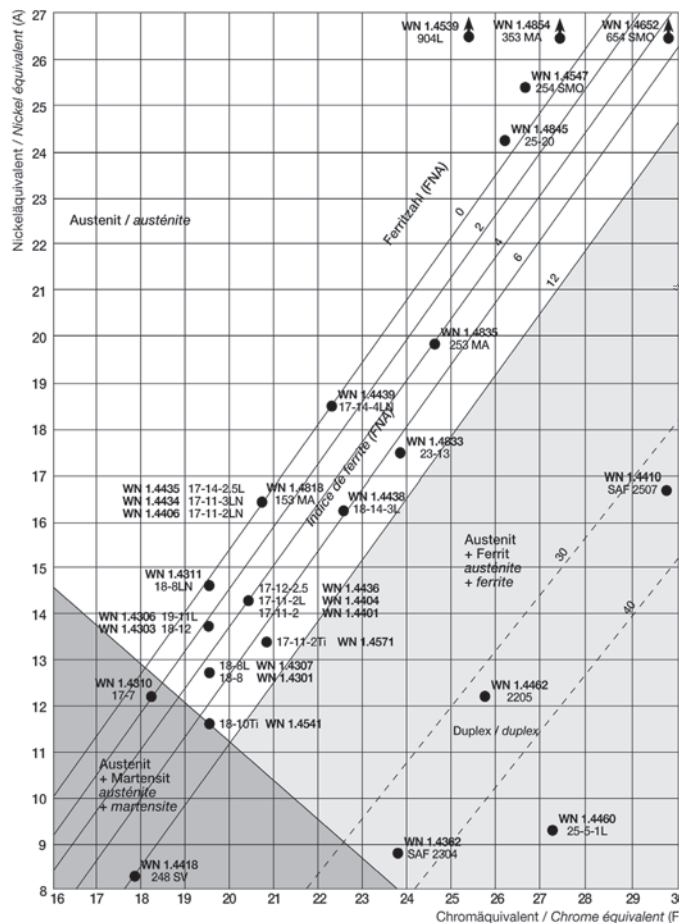 Nickeläquivalent / Nickel équivalent (A)
27
26
25
24
23
22
21
20
19
18
17
16
15
14
13
12
11
10
9
8
WN 1.4539
904L
WN 1.4854
353 MA
WN 1.4652
654 SMO
WN 1.4547
254 SMO
WN 1.4845
25-20
Ferritzahl (FNA)
0
2
4
6
12
Austenit / austénite
WN 1.4835
253 MA
WN 1.4439
17-14-4LN
Indice de ferrite (FNA)
WN 1.4833
23-13
WN 1.4435 17-14-2.5L
WN 1.4434 17-11-3LN
WN 1.4406 17-11-2LN
WN 1.4818
153 MA
WN 1.4438
18-14-3L
WN 1.4410
SAF 2507
Austenit
+ Ferrit
austénite
+ ferrite
30
40
WN 1.4311
18-8LN
17-12-2.5 WN 1.4436
17-11-2L WN 1.4404
17-11-2 WN 1.4401
WN 1.4306 19-11L
WN 1.4303 18-12
17-11-2Ti WN 1.4571
18-8L WN 1.4307
18-8 WN 1.4301
WN 1.4310
17-7
WN 1.4462
2205
18-10Ti WN 1.4541
Duplex / duplex
Austenit
+ Martensit
austénite
+ martensite
WN 1.4460
25-5-1L
WN 1.4362
SAF 2304
WN 1.4418
248 SV
16 17 18 19 20 21 22 23 24 25 26 27 28 29 30
Chromäquivalent / Chrome équivalent (F